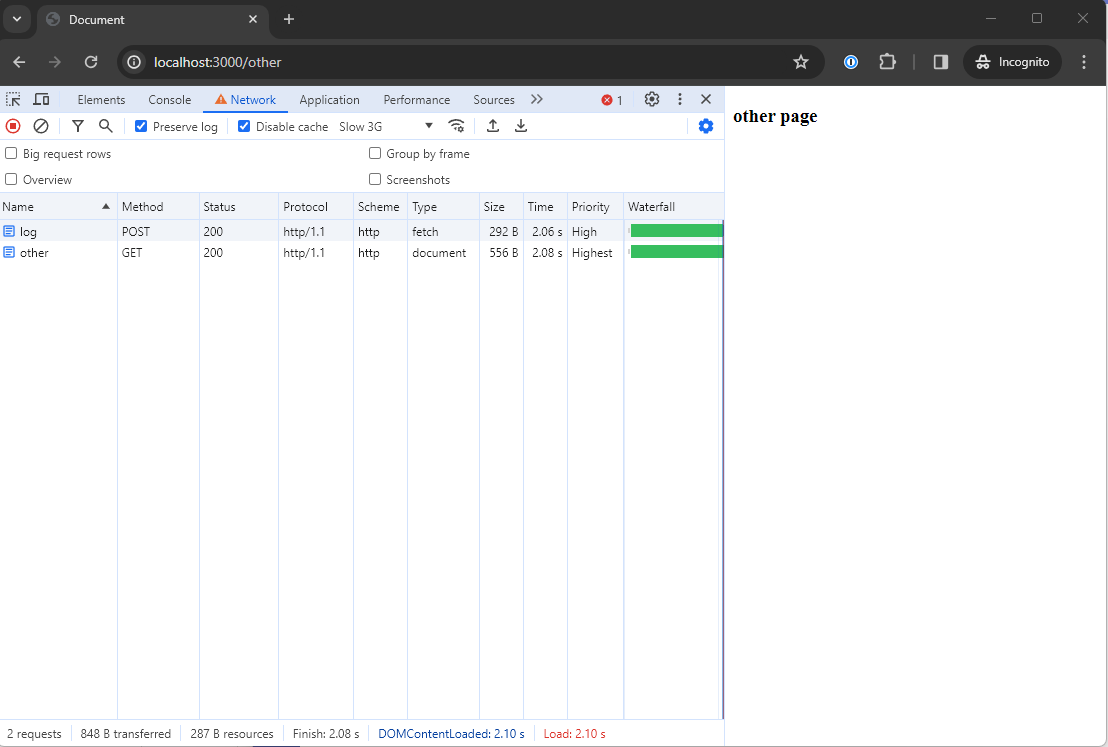 Document
localhost:3000/other
Incognito
Elements Console Network Application Performance Sources 1
Preserve log Disable cache Slow 3G
Big request rows Group by frame
Overview Screenshots
Name Method Status Protocol Scheme Type Size Time Priority Waterfall
log POST 200 http/1.1 http fetch 292 B 2.06 s High
other GET 200 http/1.1 http document 556 B 2.08 s Highest
2 requests 848 B transferred 287 B resources Finish: 2.08 s DOMContentLoaded: 2.10 s Load: 2.10 s
other page